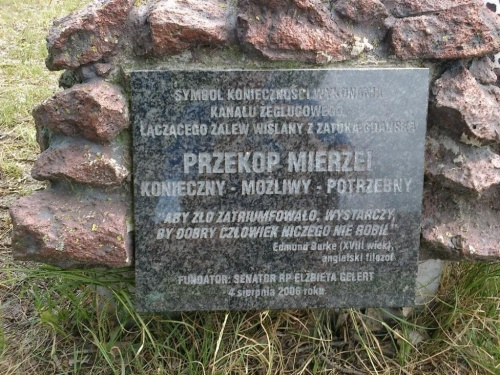 SYMBOL KONIECZNOŚCI WYKONANIA
KANAŁU ŻEGLUGOWEGO
ŁĄCZĄCEGO ZALEW WIŚLANY Z ZATOKĄ GDAŃSKĄ
PRZEKOP MIERZEI
KONIECZNY - MOŻLIWY - POTRZEBNY
"ABY ZŁO ZATRIUMFOWAŁO, WYSTARCZY,
BY DOBRY CZŁOWIEK NICZEGO NIE ROBIŁ"
Edmond Burke (XVIII wiek),
angielski filozof
FUNDATOR: SENATOR RP ELŻBIETA GELERT
- 4 sierpnia 2008 roku